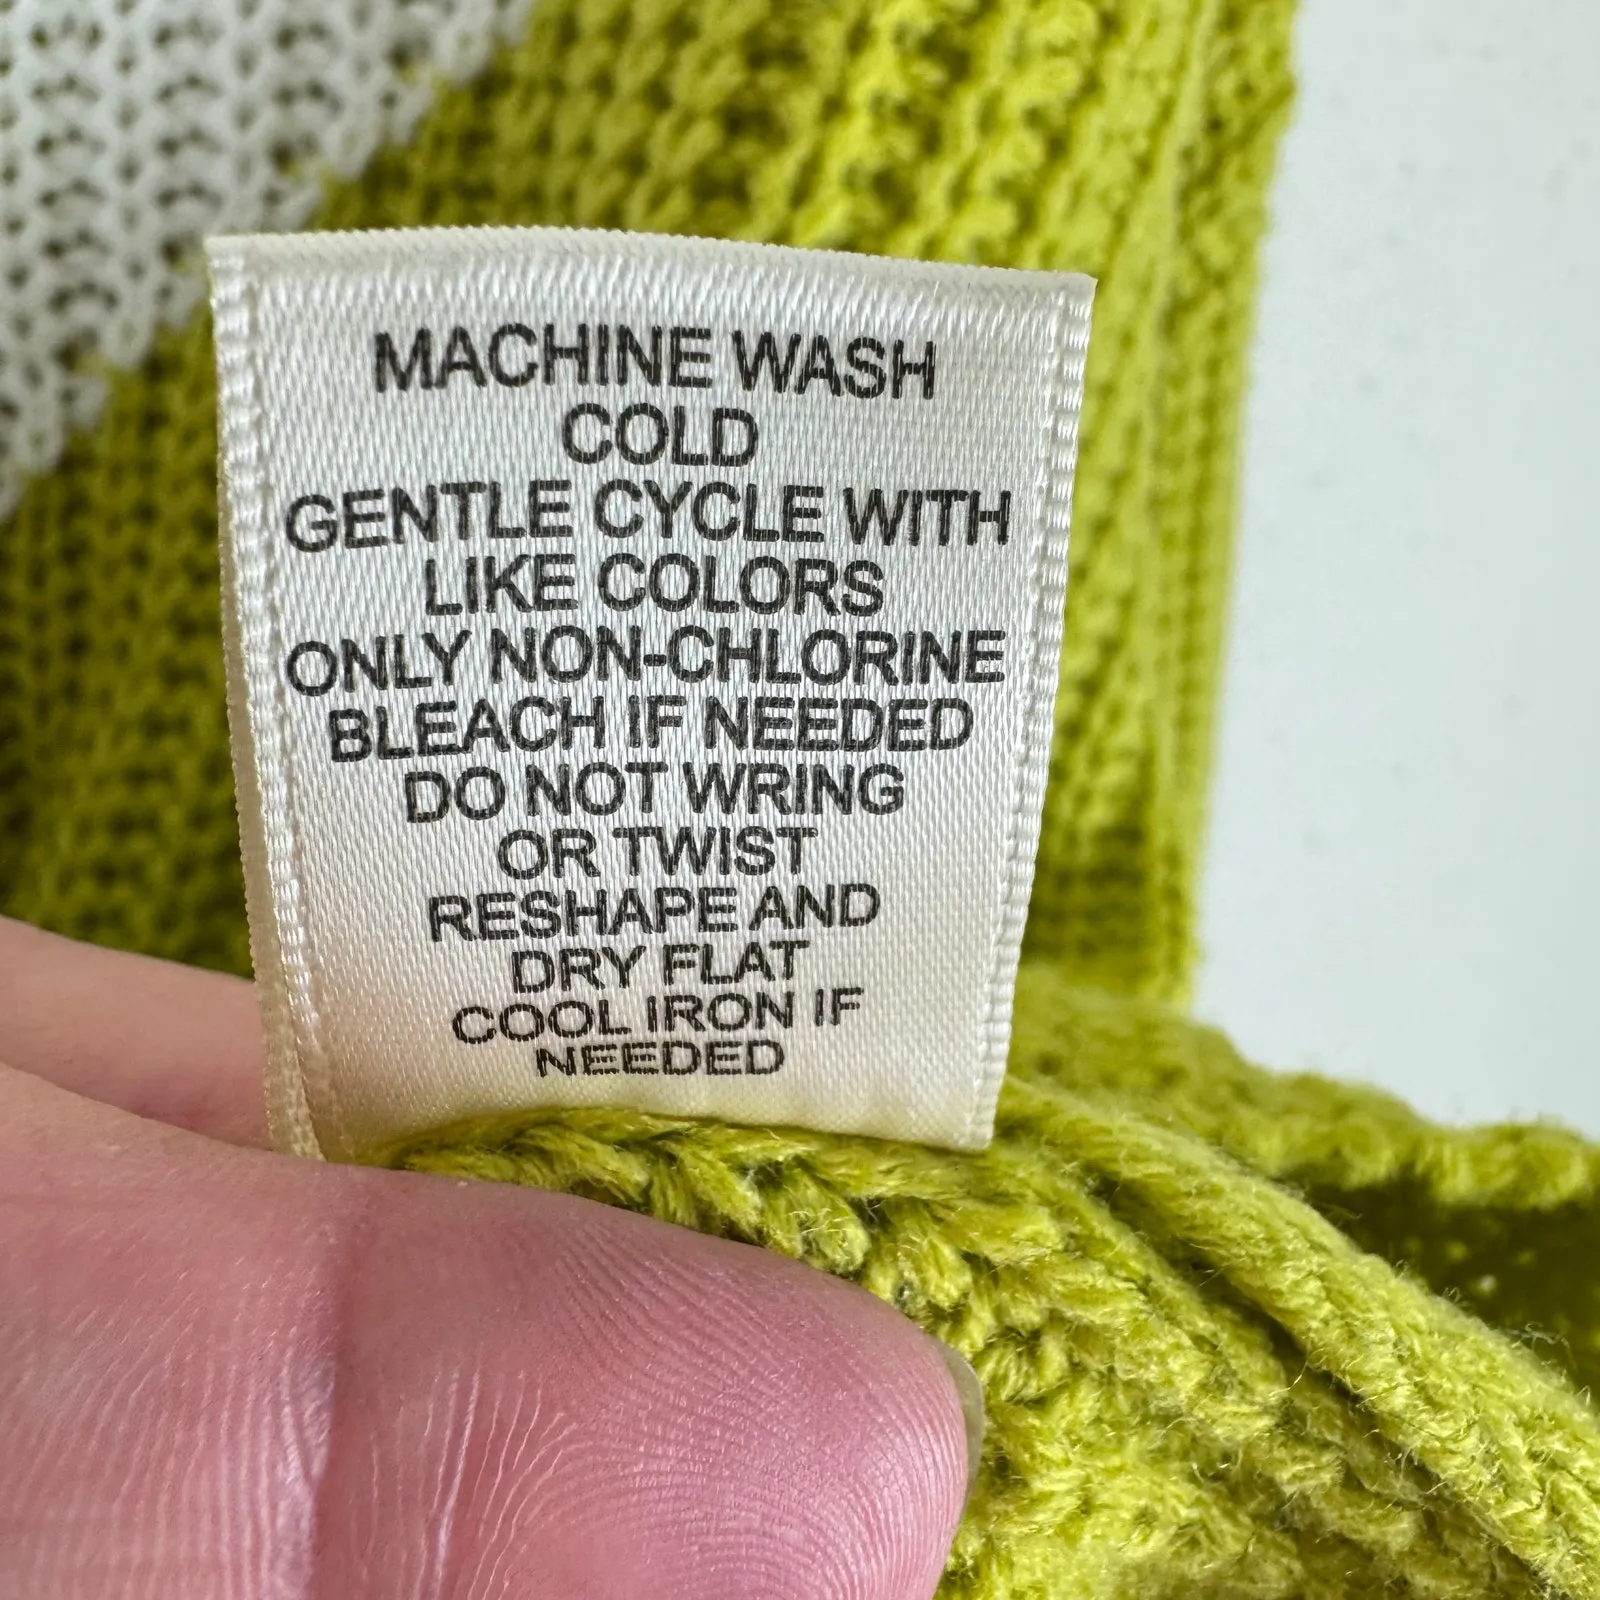 MACHINE WASH
COLD
GENTLE CYCLE WITH
LIKE COLORS
ONLY NON-CHLORINE
BLEACH IF NEEDED
DO NOT WRING
OR TWIST
RESHAPE AND
DRY FLAT
COOL IRON IF
NEEDED